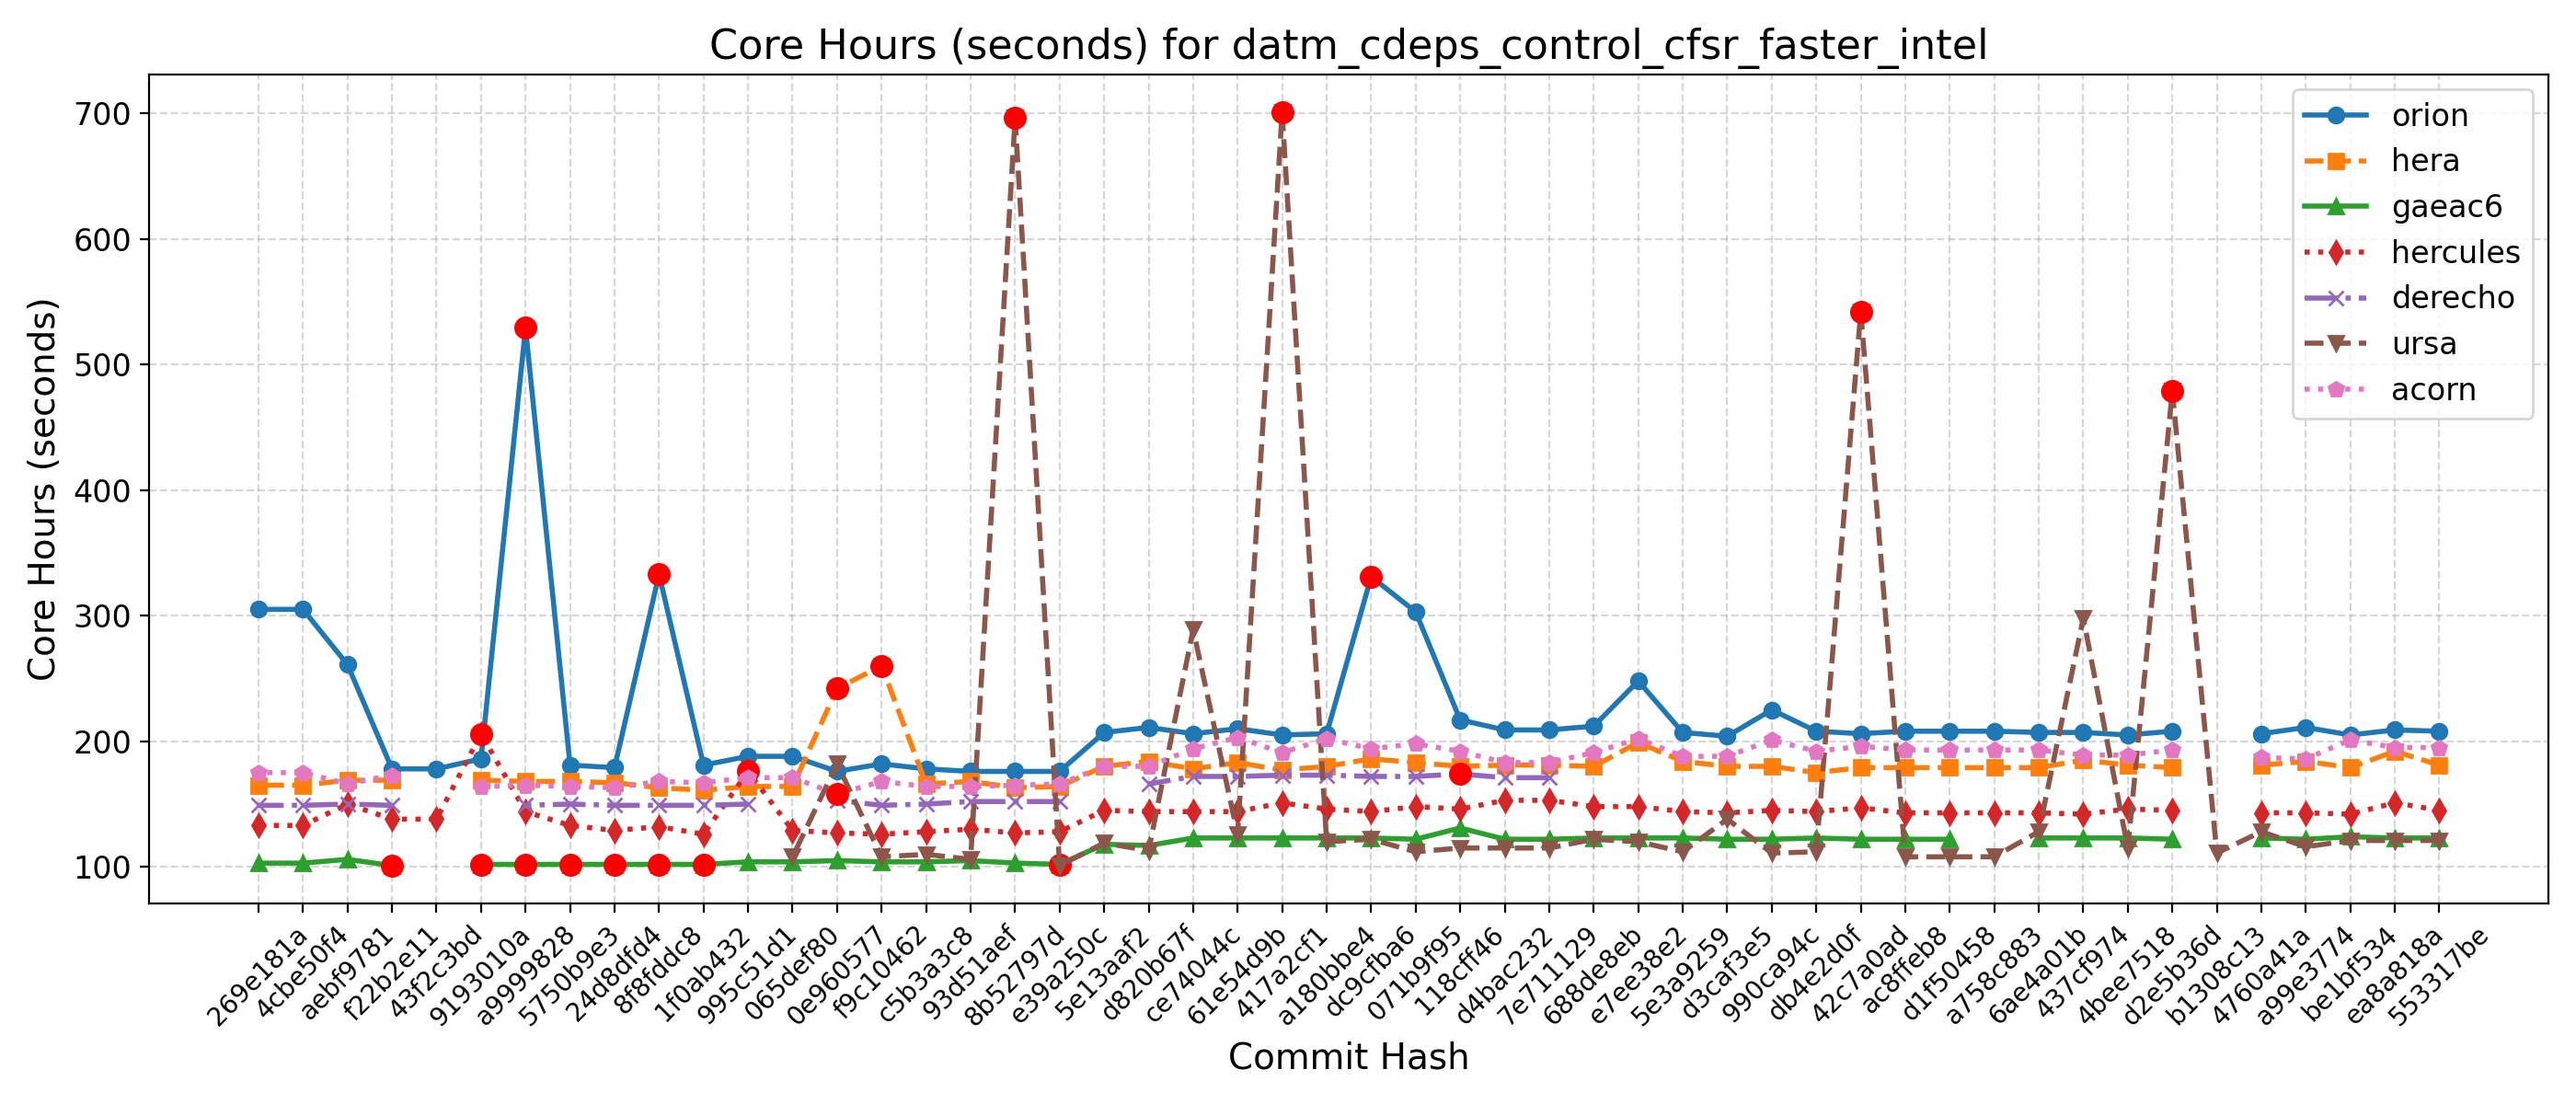 Core Hours (seconds) for datm_cdeps_control_cfsr_faster_intel
Core Hours (seconds)
700
600
500
400
300
200
100
orion
hera
gaeac6
hercules
derecho
ursa
acorn
269e181a
4cbe50f4
aebf9781
f22b2e11
43f2c3bd
9193010a
a9999828
5750b9e3
24d8dfd4
8f8fddc8
1f0ab432
995c51d1
065def80
0e960577
f9c10462
c5b3a3c8
93d51aef
8b52797d
e39a250c
5e13aaf2
d820b67f
ce74044c
61e54d9b
417a2cf1
a180bbe4
dc9cfba6
071b9f95
118cff46
d4bac232
7e711129
688de8eb
e7ee38e2
5e3a9259
d3caf3e5
990ca94c
db4e2d0f
42c7a0ad
ac8ffeb8
d1f50458
a758c883
6ae4a01b
437cf974
4bee7518
d2e5b36d
b1308c13
4760a41a
a99e3774
be1bf534
ea8a818a
553317be
Commit Hash